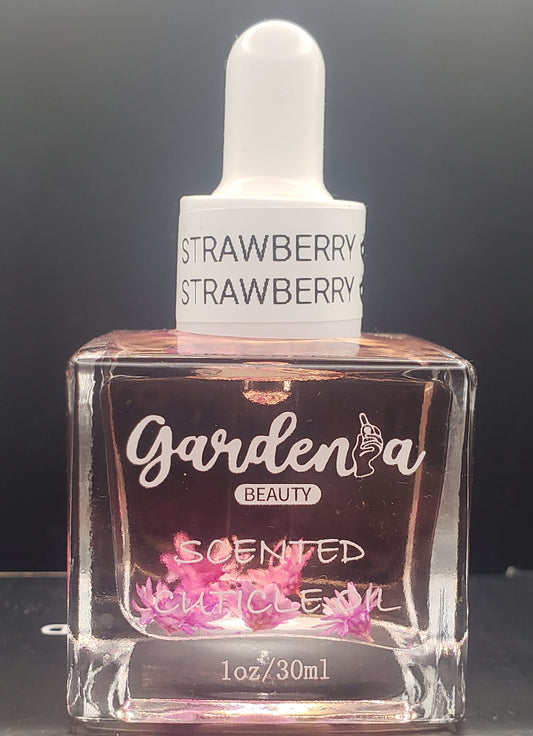 STRAWBERRY
STRAWBERRY
Gardenia
BEAUTY
SCENTED
CUTICLE OIL
1oz/30ml